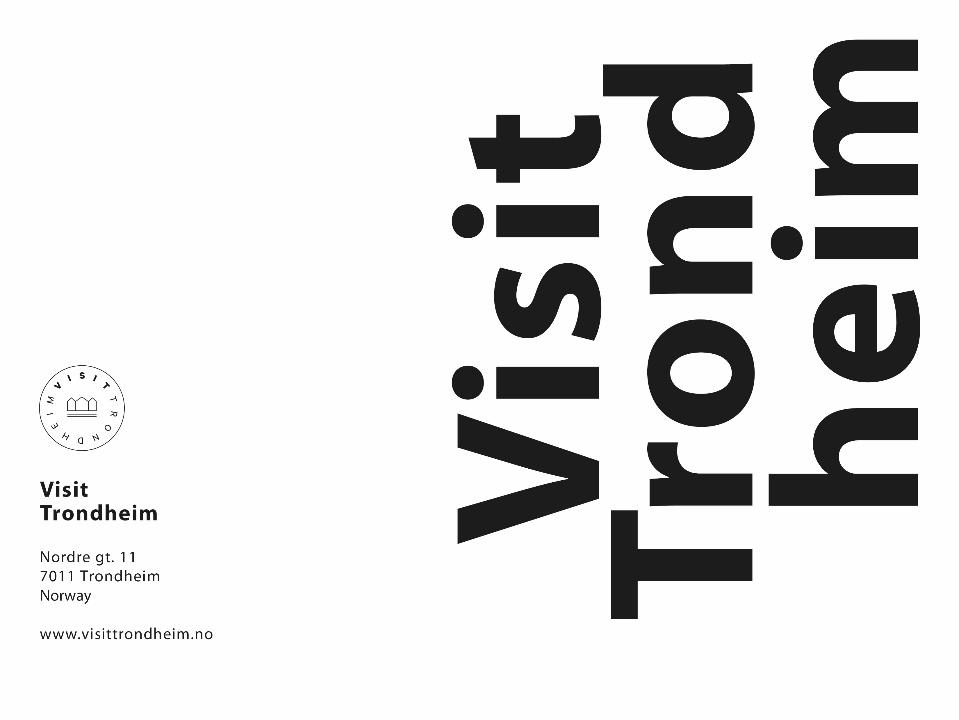 VISIT TRONDHEIM
Visit
Trondheim
Nordre gt. 11
7011 Trondheim
Norway
www.visittrondheim.no
Visit
Trond
heim